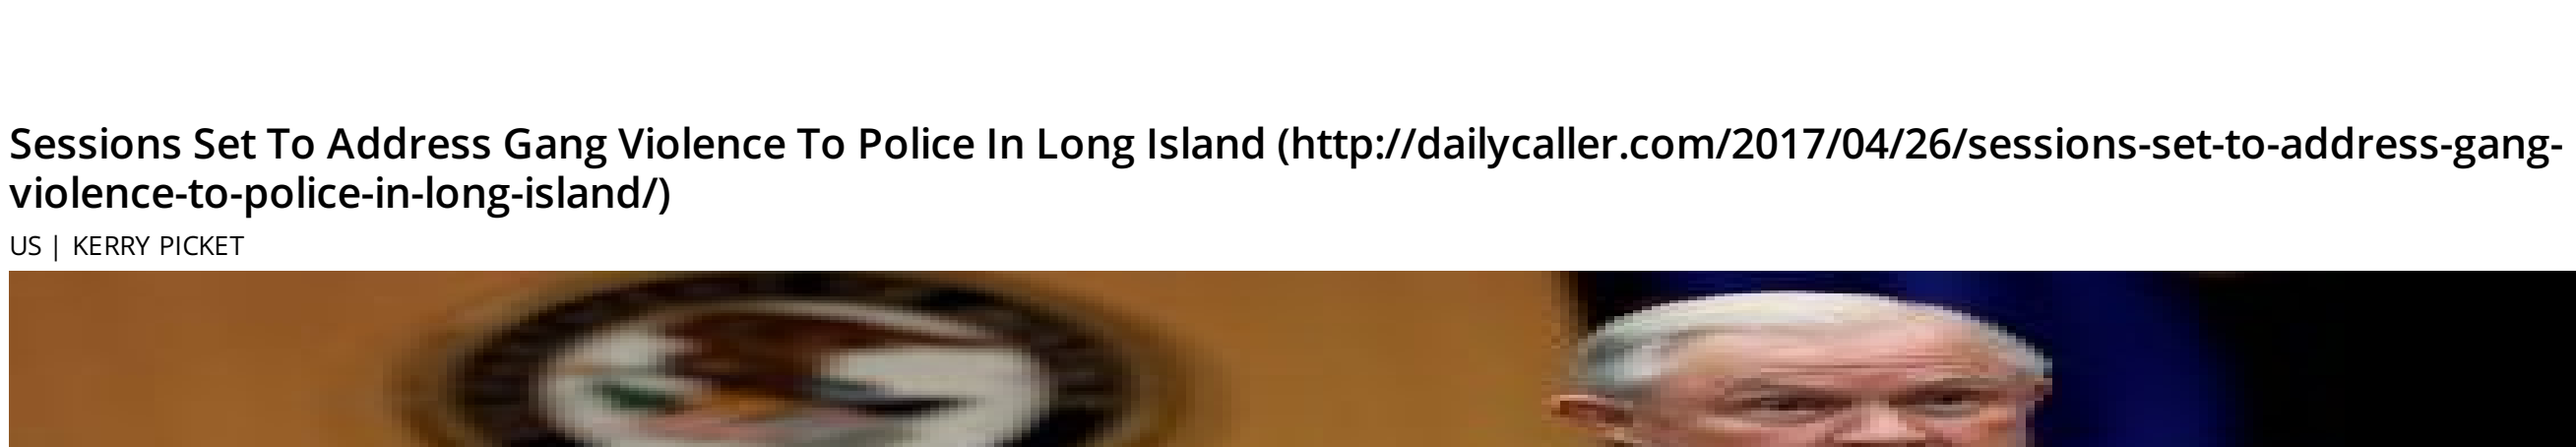 Sessions Set To Address Gang Violence To Police In Long Island (http://dailycaller.com/2017/04/26/sessions-set-to-address-gang-
violence-to-police-in-long-island/)
US | KERRY PICKET